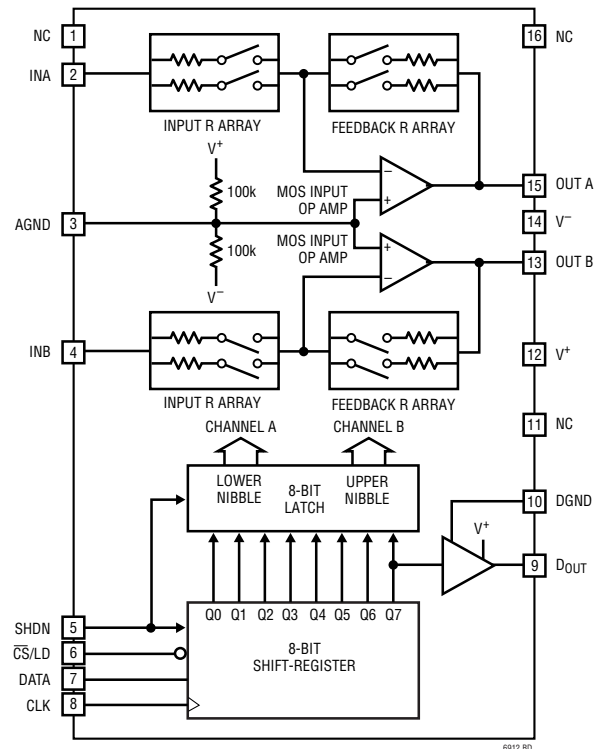 NC 1
16 NC
INA 2
INPUT R ARRAY
FEEDBACK R ARRAY
V+
100k
MOS INPUT
OP AMP
−
+
15 OUT A
AGND 3
14 V−
100k
MOS INPUT
OP AMP
+
−
13 OUT B
V−
INB 4
12 V+
INPUT R ARRAY
FEEDBACK R ARRAY
CHANNEL A
CHANNEL B
11 NC
LOWER
NIBBLE
8-BIT
LATCH
UPPER
NIBBLE
10 DGND
V+
9 DOUT
Q0 Q1 Q2 Q3 Q4 Q5 Q6 Q7
SHDN 5
C̅S̅/LD 6
DATA 7
CLK 8
8-BIT
SHIFT-REGISTER
6912 BD